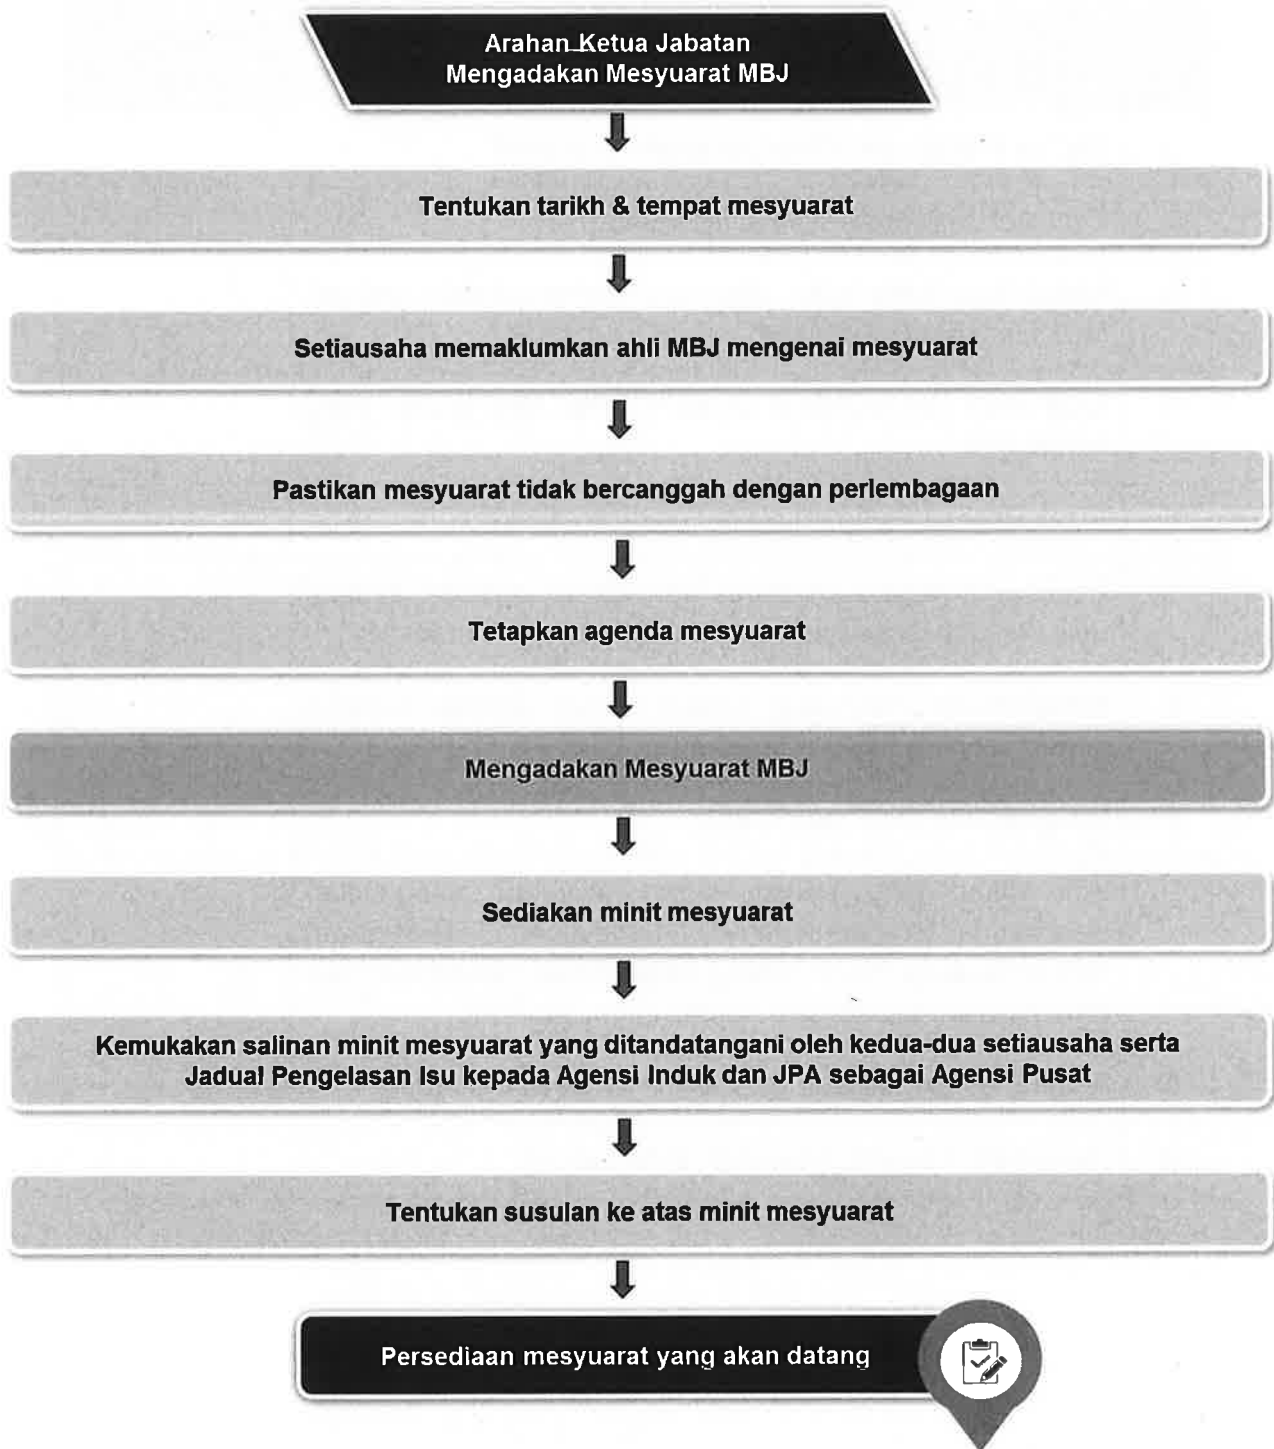 Arahan Ketua Jabatan
Mengadakan Mesyuarat MBJ
Tentukan tarikh & tempat mesyuarat
Setiausaha memaklumkan ahli MBJ mengenai mesyuarat
Pastikan mesyuarat tidak bercanggah dengan perlembagaan
Tetapkan agenda mesyuarat
Mengadakan Mesyuarat MBJ
Sediakan minit mesyuarat
Kemukakan salinan minit mesyuarat yang ditandatangani oleh kedua-dua setiausaha serta
Jadual Pengelasan Isu kepada Agensi Induk dan JPA sebagai Agensi Pusat
Tentukan susulan ke atas minit mesyuarat
Persediaan mesyuarat yang akan datang